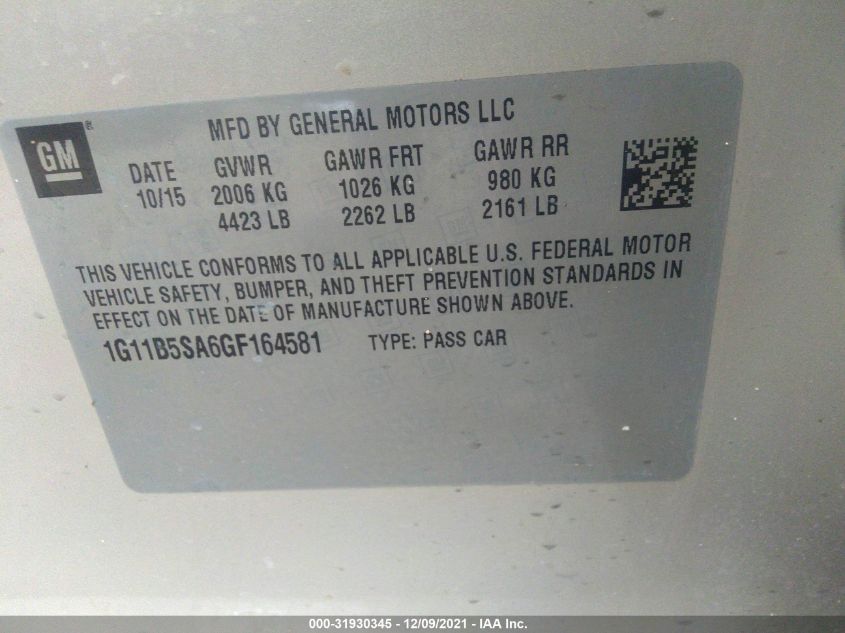 GM
MFD BY GENERAL MOTORS LLC
DATE GVWR GAWR FRT GAWR RR
10/15 2006 KG 1026 KG 980 KG
4423 LB 2262 LB 2161 LB
THIS VEHICLE CONFORMS TO ALL APPLICABLE U.S. FEDERAL MOTOR
VEHICLE SAFETY, BUMPER, AND THEFT PREVENTION STANDARDS IN
EFFECT ON THE DATE OF MANUFACTURE SHOWN ABOVE.
1G11B5SA6GF164581 TYPE: PASS CAR
000-31930345 - 12/09/2021 - IAA Inc.